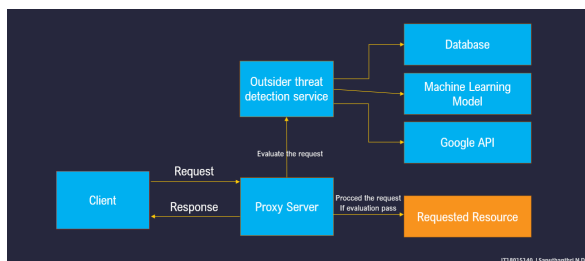 Database
Outsider threat
detection service
Machine Learning
Model
Google API
Evaluate the request
Request
Client
Response
Proxy Server
Procced the request
If evaluation pass
Requested Resource